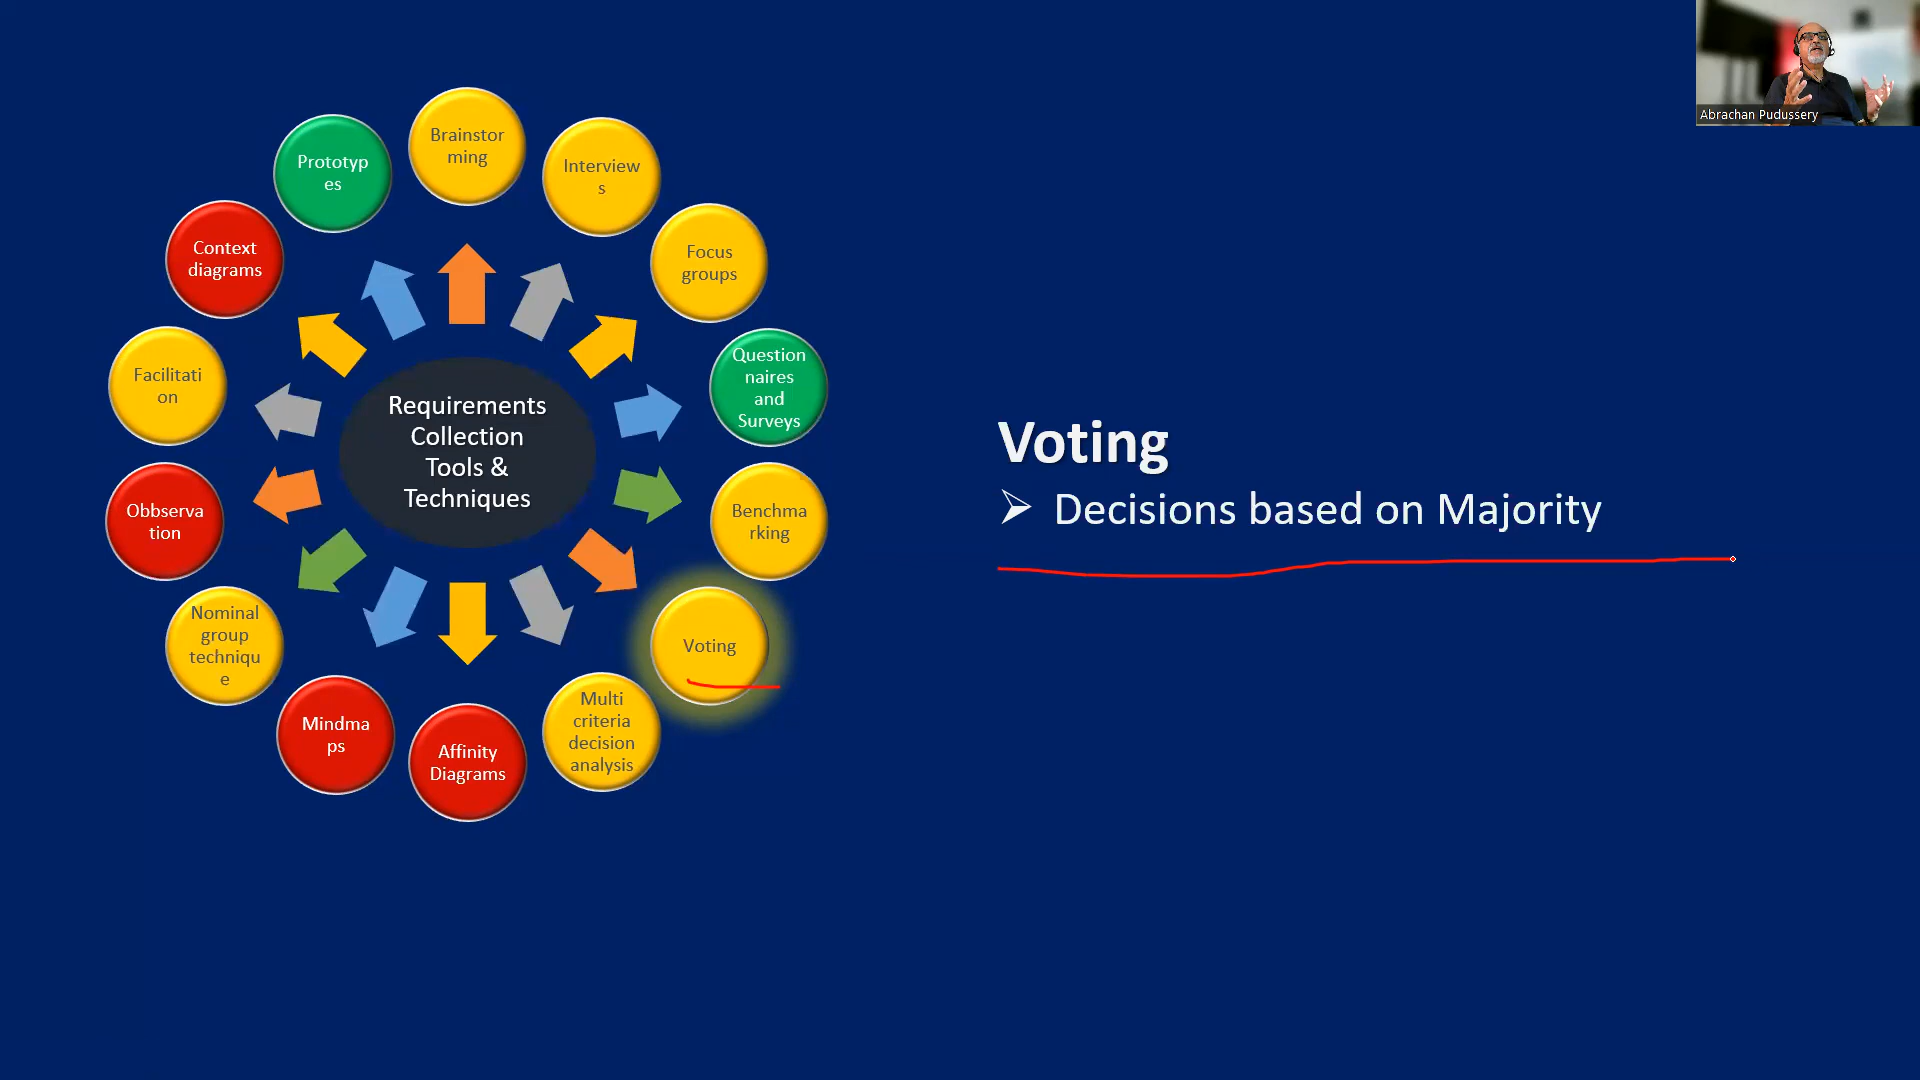 Brainstor
ming
Interview
s
Focus
groups
Question
naires
and
Surveys
Benchma
rking
Voting
Multi
criteria
decision
analysis
Affinity
Diagrams
Mindma
ps
Nominal
group
techniqu
e
Obbserva
tion
Facilitati
on
Context
diagrams
Prototyp
es
Requirements
Collection
Tools &
Techniques
Voting
➢ Decisions based on Majority
Abrachan Pudussery